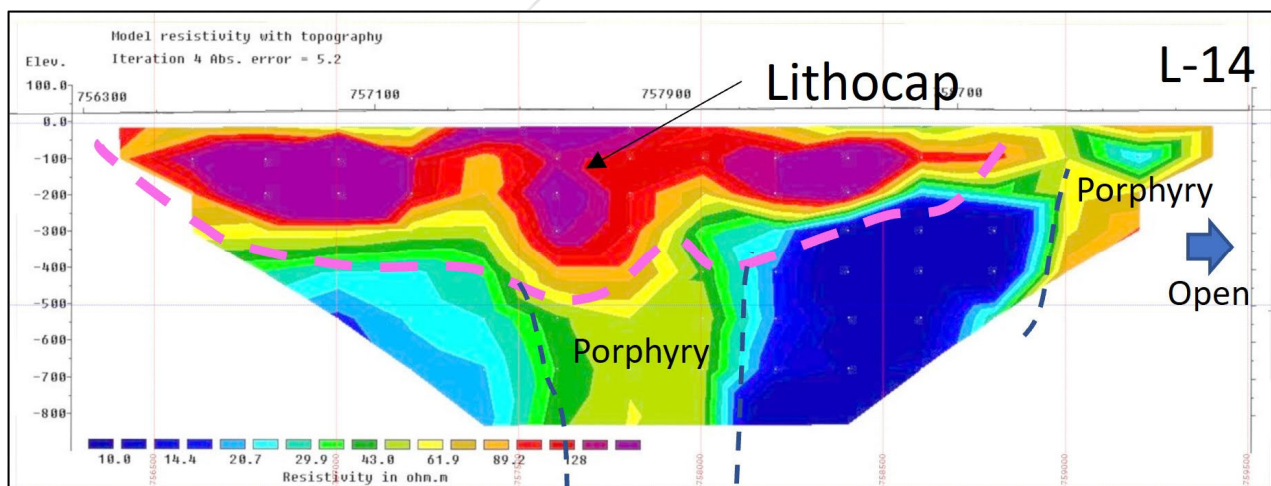 Model resistivity with topography
Iteration 4 Abs. error = 5.2
L-14
Elev.
Lithocap
100.0
756300 757100 757900
0.0
-100
Porphyry
-200
-300
-400
Open
-500
Porphyry
-600
-700
-800
10.0 14.4 20.7 29.9 43.0 61.9 89.2 128
Resistivity in ohm.m